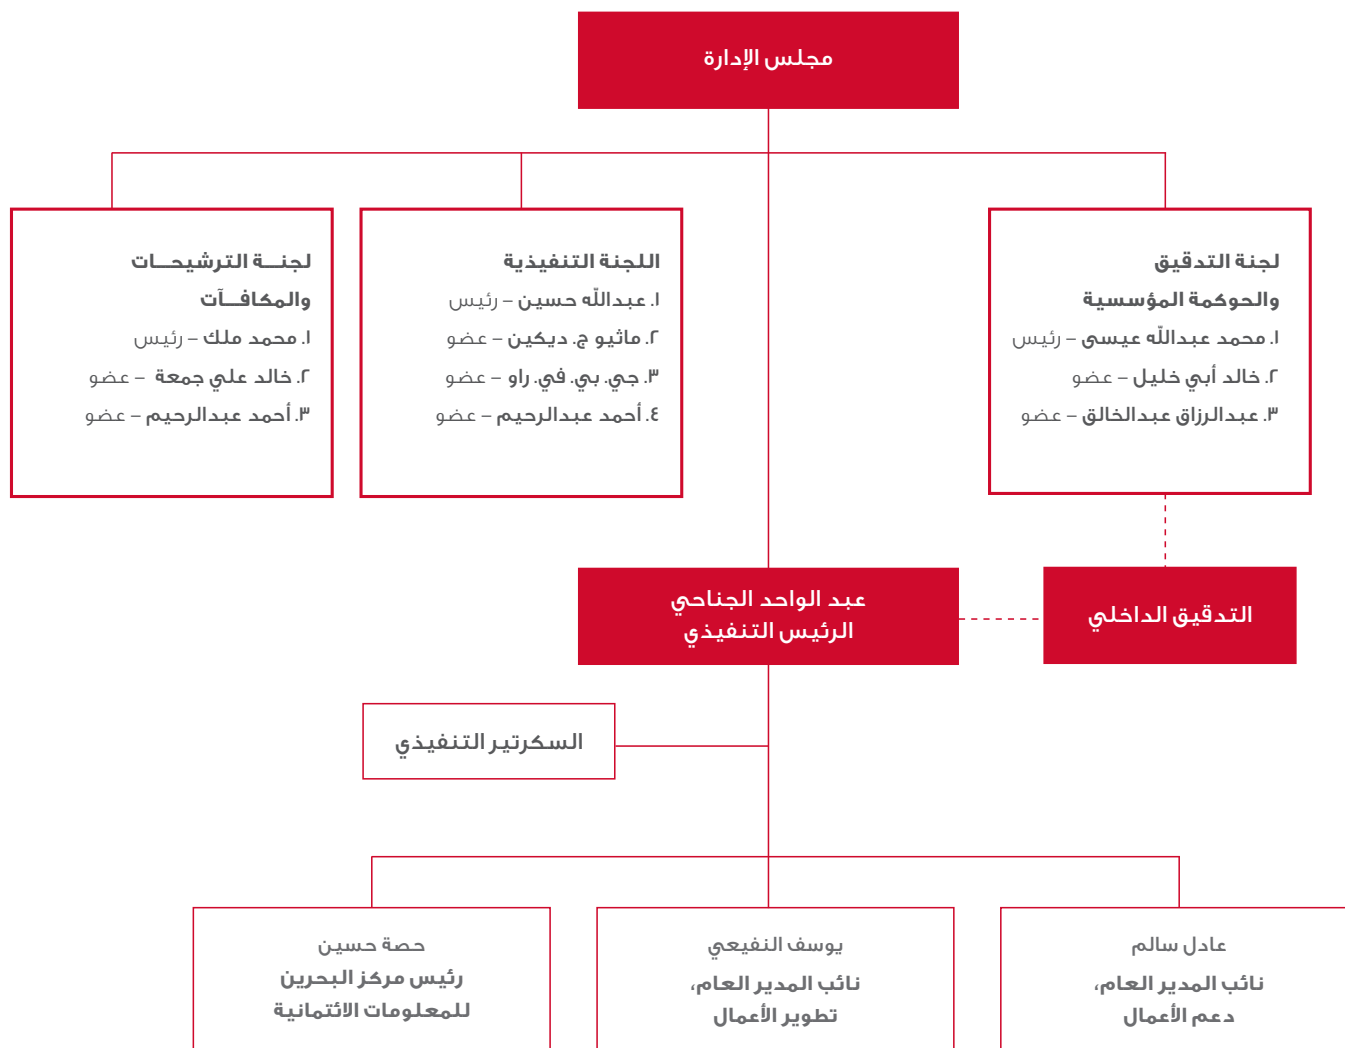 مجلس الإدارة
لجنة التدقيق
والحوكمة المؤسسية
١. محمد عبدالله عيسى – رئيس
٢. خالد أبي خليل – عضو
٣. عبدالرزاق عبدالخالق – عضو
اللجنة التنفيذية
١. عبدالله حسين – رئيس
٢. ماثيو ج. ديكين – عضو
٣. جي. بي. في. راو – عضو
٤. أحمد عبدالرحيم – عضو
لجنــة الترشيحــات
والمكافــآت
١. محمد ملك – رئيس
٢. خالد علي جمعة – عضو
٣. أحمد عبدالرحيم – عضو
التدقيق الداخلي
عبد الواحد الجناحي
الرئيس التنفيذي
السكرتير التنفيذي
عادل سالم
نائب المدير العام،
دعم الأعمال
يوسف النفيعي
نائب المدير العام،
تطوير الأعمال
حصة حسين
رئيس مركز البحرين
للمعلومات الائتمانية